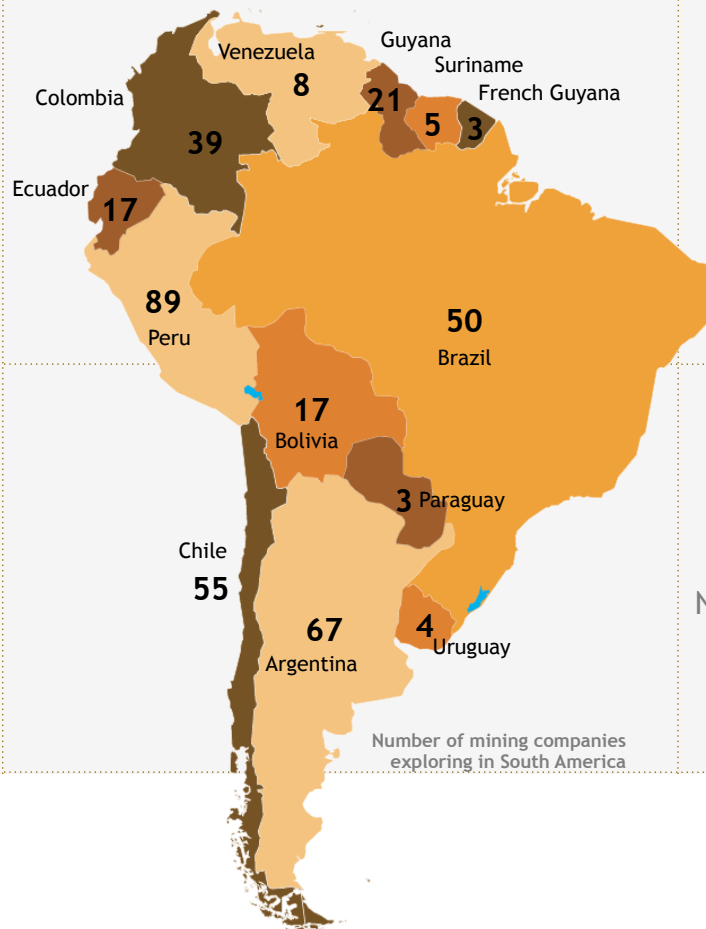 Guyana
Venezuela
Suriname
8
French Guyana
Colombia
21
5
3
39
Ecuador
17
89
Peru
50
Brazil
17
Bolivia
3 Paraguay
Chile
55
67
Argentina
4
Uruguay
Number of mining companies
exploring in South America
N